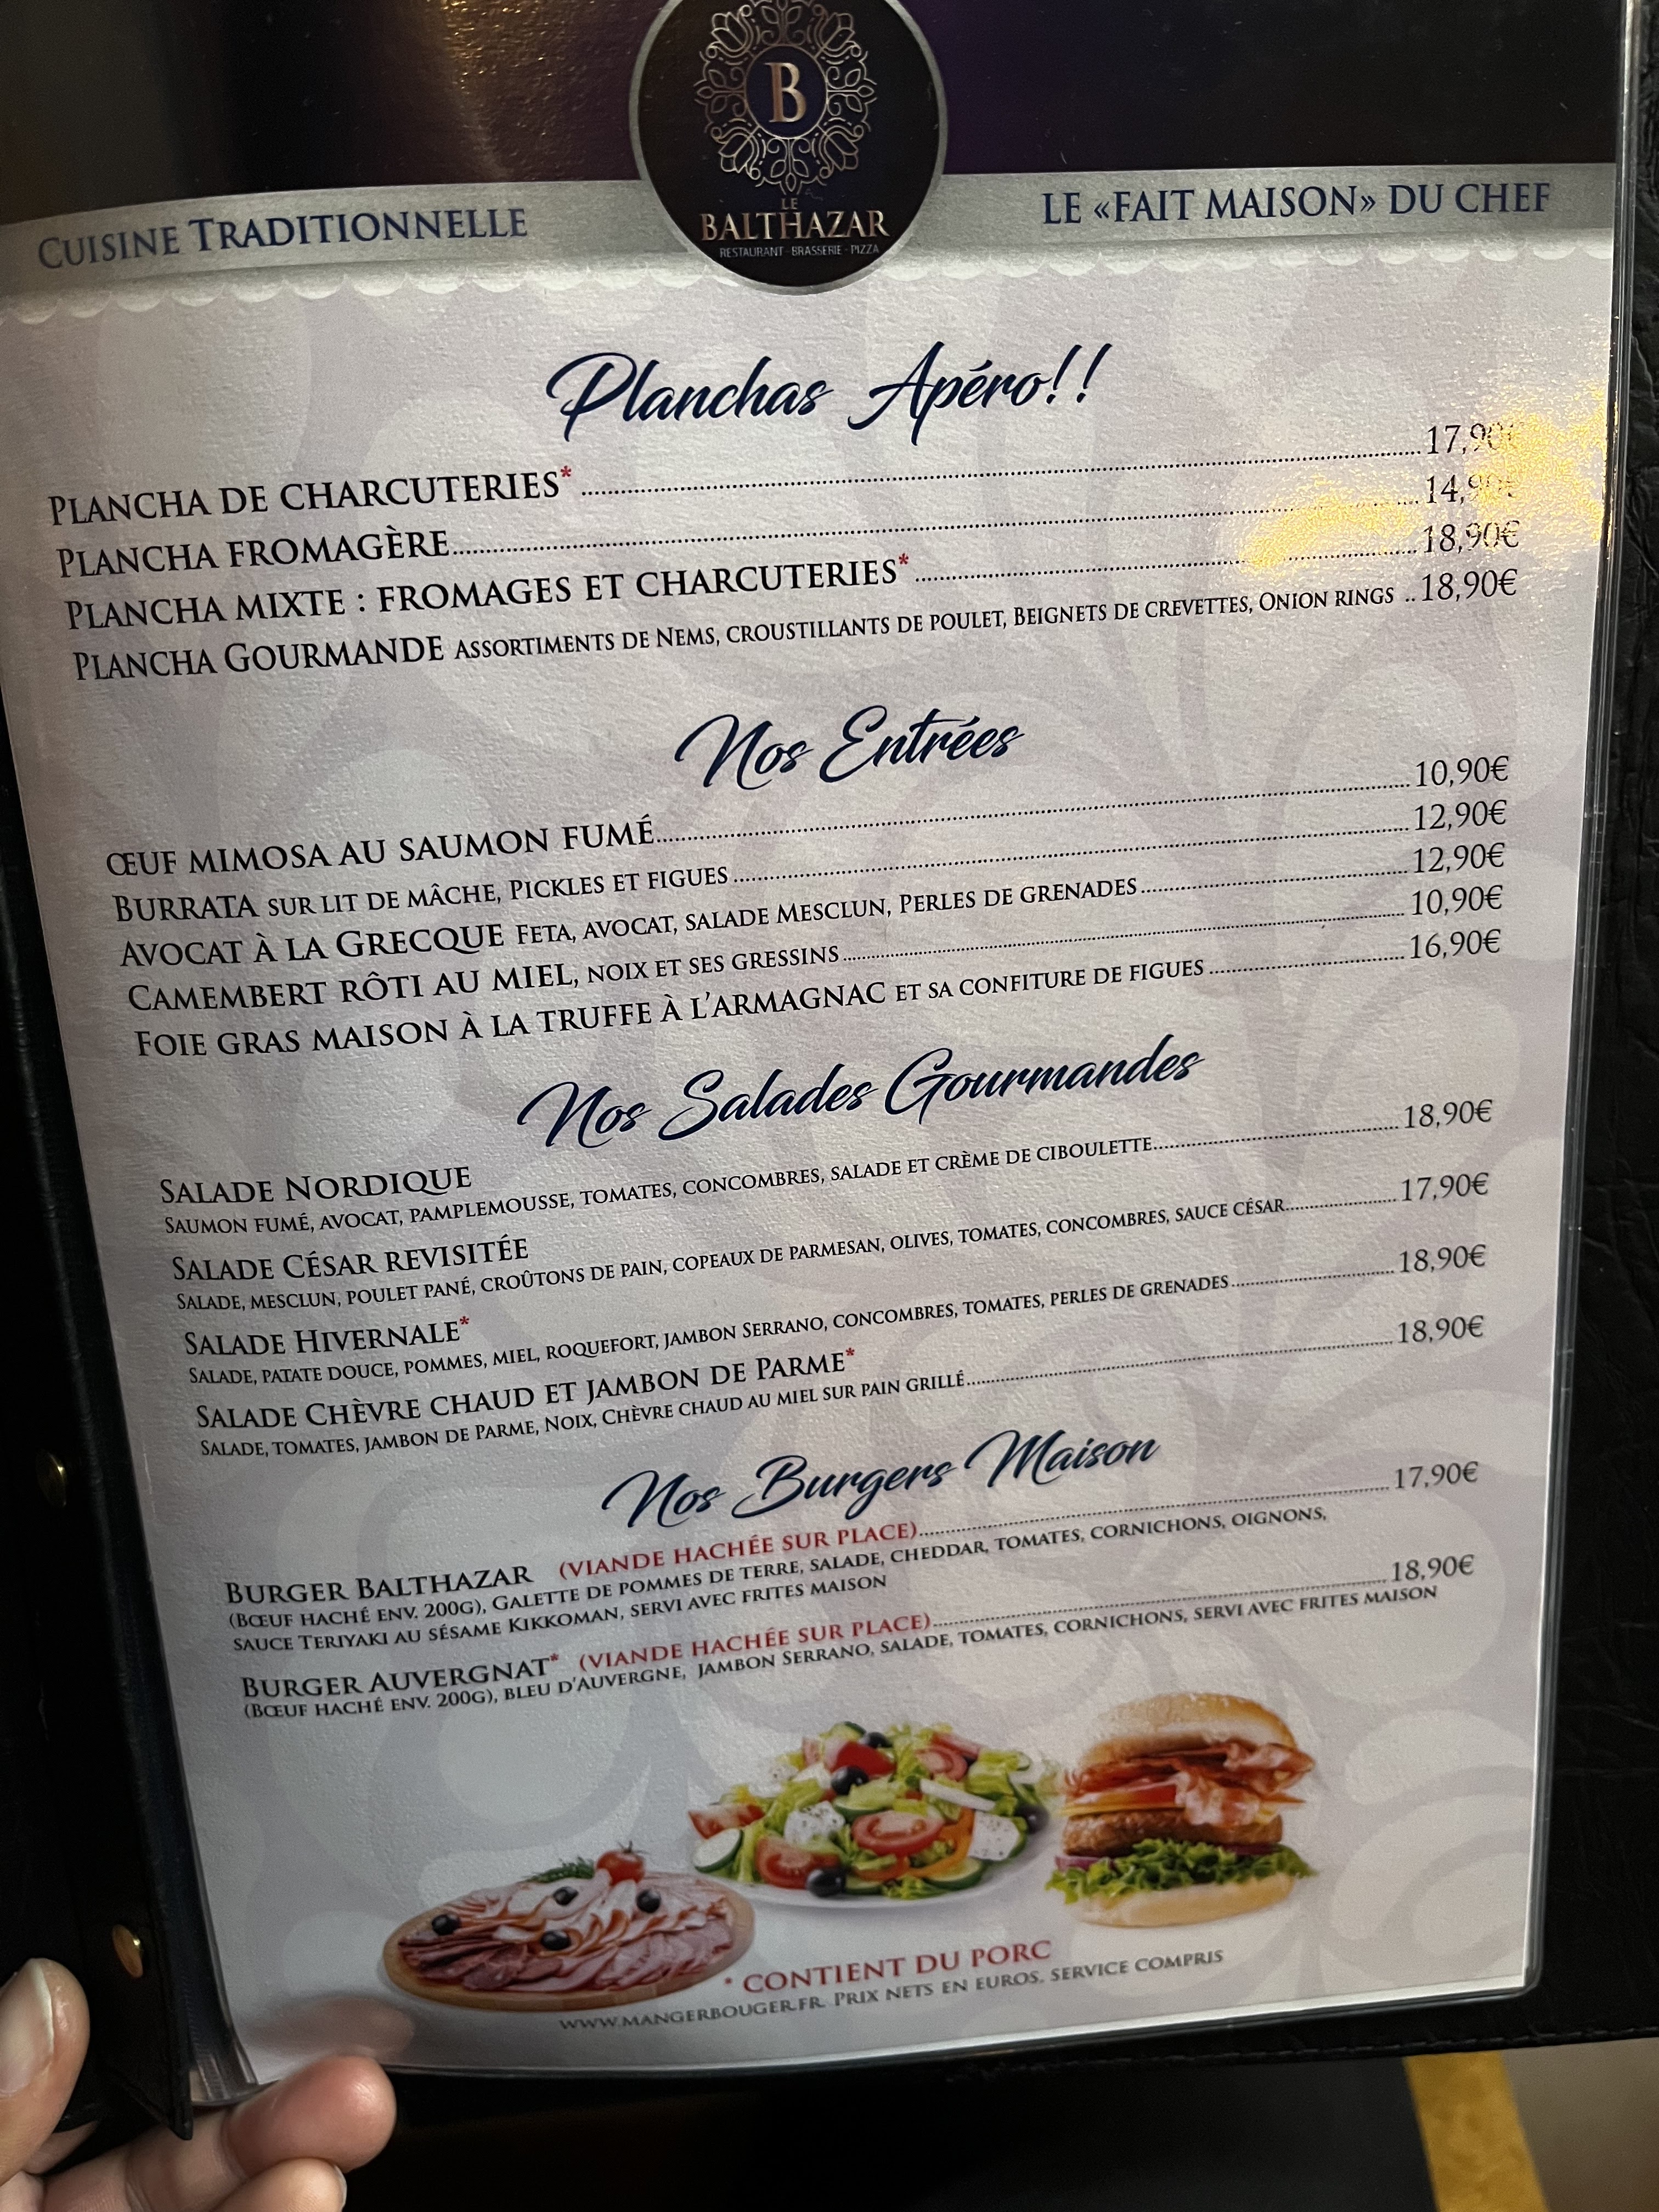 B
LE
BALTHAZAR
RESTAURANT - BRASSERIE - PIZZA
CUISINE TRADITIONNELLE
LE «FAIT MAISON» DU CHEF
Planchas Apéro!!
PLANCHA DE CHARCUTERIES* 17,90€
PLANCHA FROMAGÈRE 14,90€
PLANCHA MIXTE : FROMAGES ET CHARCUTERIES* 18,90€
PLANCHA GOURMANDE ASSORTIMENTS DE NEMS, CROUSTILLANTS DE POULET, BEIGNETS DE CREVETTES, ONION RINGS 18,90€
Nos Entrées
ŒUF MIMOSA AU SAUMON FUMÉ 10,90€
BURRATA SUR LIT DE MÂCHE, PICKLES ET FIGUES 12,90€
AVOCAT À LA GRECQUE FETA, AVOCAT, SALADE MESCLUN, PERLES DE GRENADES 12,90€
CAMEMBERT RÔTI AU MIEL, NOIX ET SES GRESSINS 10,90€
FOIE GRAS MAISON À LA TRUFFE À L'ARMAGNAC ET SA CONFITURE DE FIGUES 16,90€
Nos Salades Gourmandes
SALADE NORDIQUE
SAUMON FUMÉ, AVOCAT, PAMPLEMOUSSE, TOMATES, CONCOMBRES, SALADE ET CRÈME DE CIBOULETTE 18,90€
SALADE CÉSAR REVISITÉE
SALADE, MESCLUN, POULET PANÉ, CROÛTONS DE PAIN, COPEAUX DE PARMESAN, OLIVES, TOMATES, CONCOMBRES, SAUCE CÉSAR 17,90€
SALADE HIVERNALE*
SALADE, PATATE DOUCE, POMMES, MIEL, ROQUEFORT, JAMBON SERRANO, CONCOMBRES, TOMATES, PERLES DE GRENADES 18,90€
SALADE CHÈVRE CHAUD ET JAMBON DE PARME*
SALADE, TOMATES, JAMBON DE PARME, NOIX, CHÈVRE CHAUD AU MIEL SUR PAIN GRILLÉ 18,90€
Nos Burgers Maison
BURGER BALTHAZAR (VIANDE HACHÉE SUR PLACE) 17,90€
(BŒUF HACHÉ ENV. 200G), GALETTE DE POMMES DE TERRE, SALADE, CHEDDAR, TOMATES, CORNICHONS, OIGNONS,
SAUCE TERIYAKI AU SÉSAME KIKKOMAN, SERVI AVEC FRITES MAISON
BURGER AUVERGNAT* (VIANDE HACHÉE SUR PLACE) 18,90€
(BŒUF HACHÉ ENV. 200G), BLEU D'AUVERGNE, JAMBON SERRANO, SALADE, TOMATES, CORNICHONS, SERVI AVEC FRITES MAISON
* CONTIENT DU PORC
WWW.MANGERBOUGER.FR. PRIX NETS EN EUROS. SERVICE COMPRIS